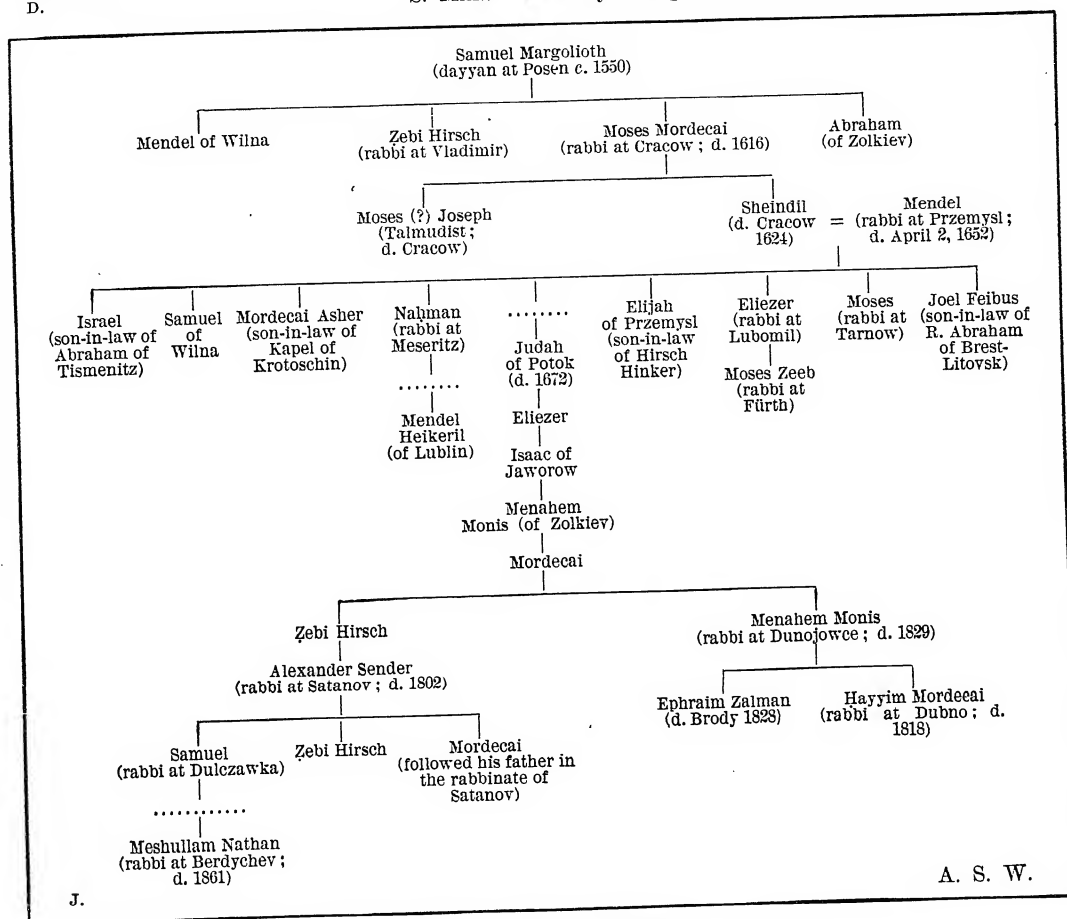 D.
Samuel Margolioth
(dayyan at Posen c. 1550)
Mendel of Wilna
Ẓebi Hirsch
(rabbi at Vladimir)
Moses Mordecai
(rabbi at Cracow; d. 1616)
Abraham
(of Zolkiev)
Moses (?) Joseph
(Talmudist;
d. Cracow)
Sheindil
(d. Cracow
1624)
=
Mendel
(rabbi at Przemysl;
d. April 2, 1652)
Israel
(son-in-law of
Abraham of
Tismenitz)
Samuel
of
Wilna
Mordecai Asher
(son-in-law of
Kapel of
Krotoschin)
Naḥman
(rabbi at
Meseritz)
........
Mendel
Heikeril
(of Lublin)
........
Judah
of Potok
(d. 1672)
Eliezer
Isaac of
Jaworow
Menahem
Monis (of Zolkiev)
Mordecai
Elijah
of Przemysl
(son-in-law
of Hirsch
Hinker)
Eliezer
(rabbi at
Lubomil)
Moses Zeeb
(rabbi at
Fürth)
Moses
(rabbi at
Tarnow)
Joel Feibus
(son-in-law of
R. Abraham
of Brest-
Litovsk)
Ẓebi Hirsch
Alexander Sender
(rabbi at Satanov; d. 1802)
Samuel
(rabbi at Dulczawka)
............
Meshullam Nathan
(rabbi at Berdychev;
d. 1861)
Ẓebi Hirsch
Mordecai
(followed his father in
the rabbinate of
Satanov)
Menahem Monis
(rabbi at Dunojowce; d. 1829)
Ephraim Zalman
(d. Brody 1828)
Ḥayyim Mordecai
(rabbi at Dubno; d.
1818)
J.
A. S. W.